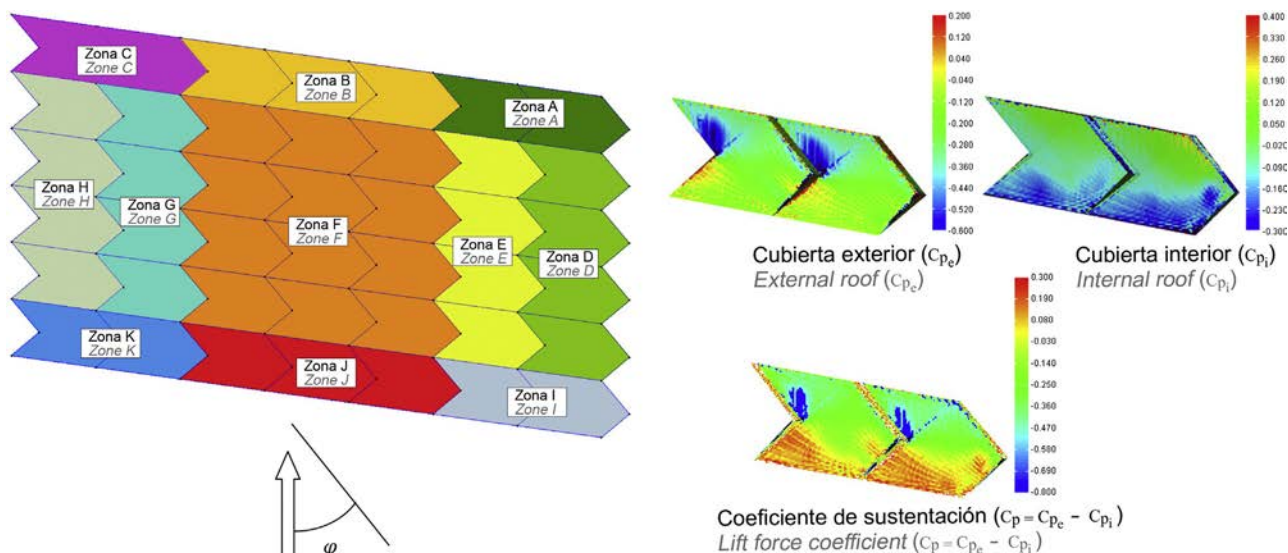 Zona C
Zone C
Zona B
Zone B
Zona A
Zone A
Zona H
Zone H
Zona G
Zone G
Zona F
Zone F
Zona E
Zone E
Zona D
Zone D
Zona K
Zone K
Zona J
Zone J
Zona I
Zone I
φ
0.200
0.120
0.040
-0.040
-0.120
-0.200
-0.280
-0.360
-0.440
-0.520
-0.600
Cubierta exterior (Cpe)
External roof (Cpe)
0.400
0.330
0.260
0.190
0.120
0.050
-0.020
-0.090
-0.160
-0.230
-0.300
Cubierta interior (Cpi)
Internal roof (Cpi)
0.300
0.190
0.080
-0.030
-0.140
-0.250
-0.360
-0.470
-0.580
-0.690
-0.800
Coeficiente de sustentación (Cp = Cpe − Cpi)
Lift force coefficient (Cp = Cpe − Cpi)